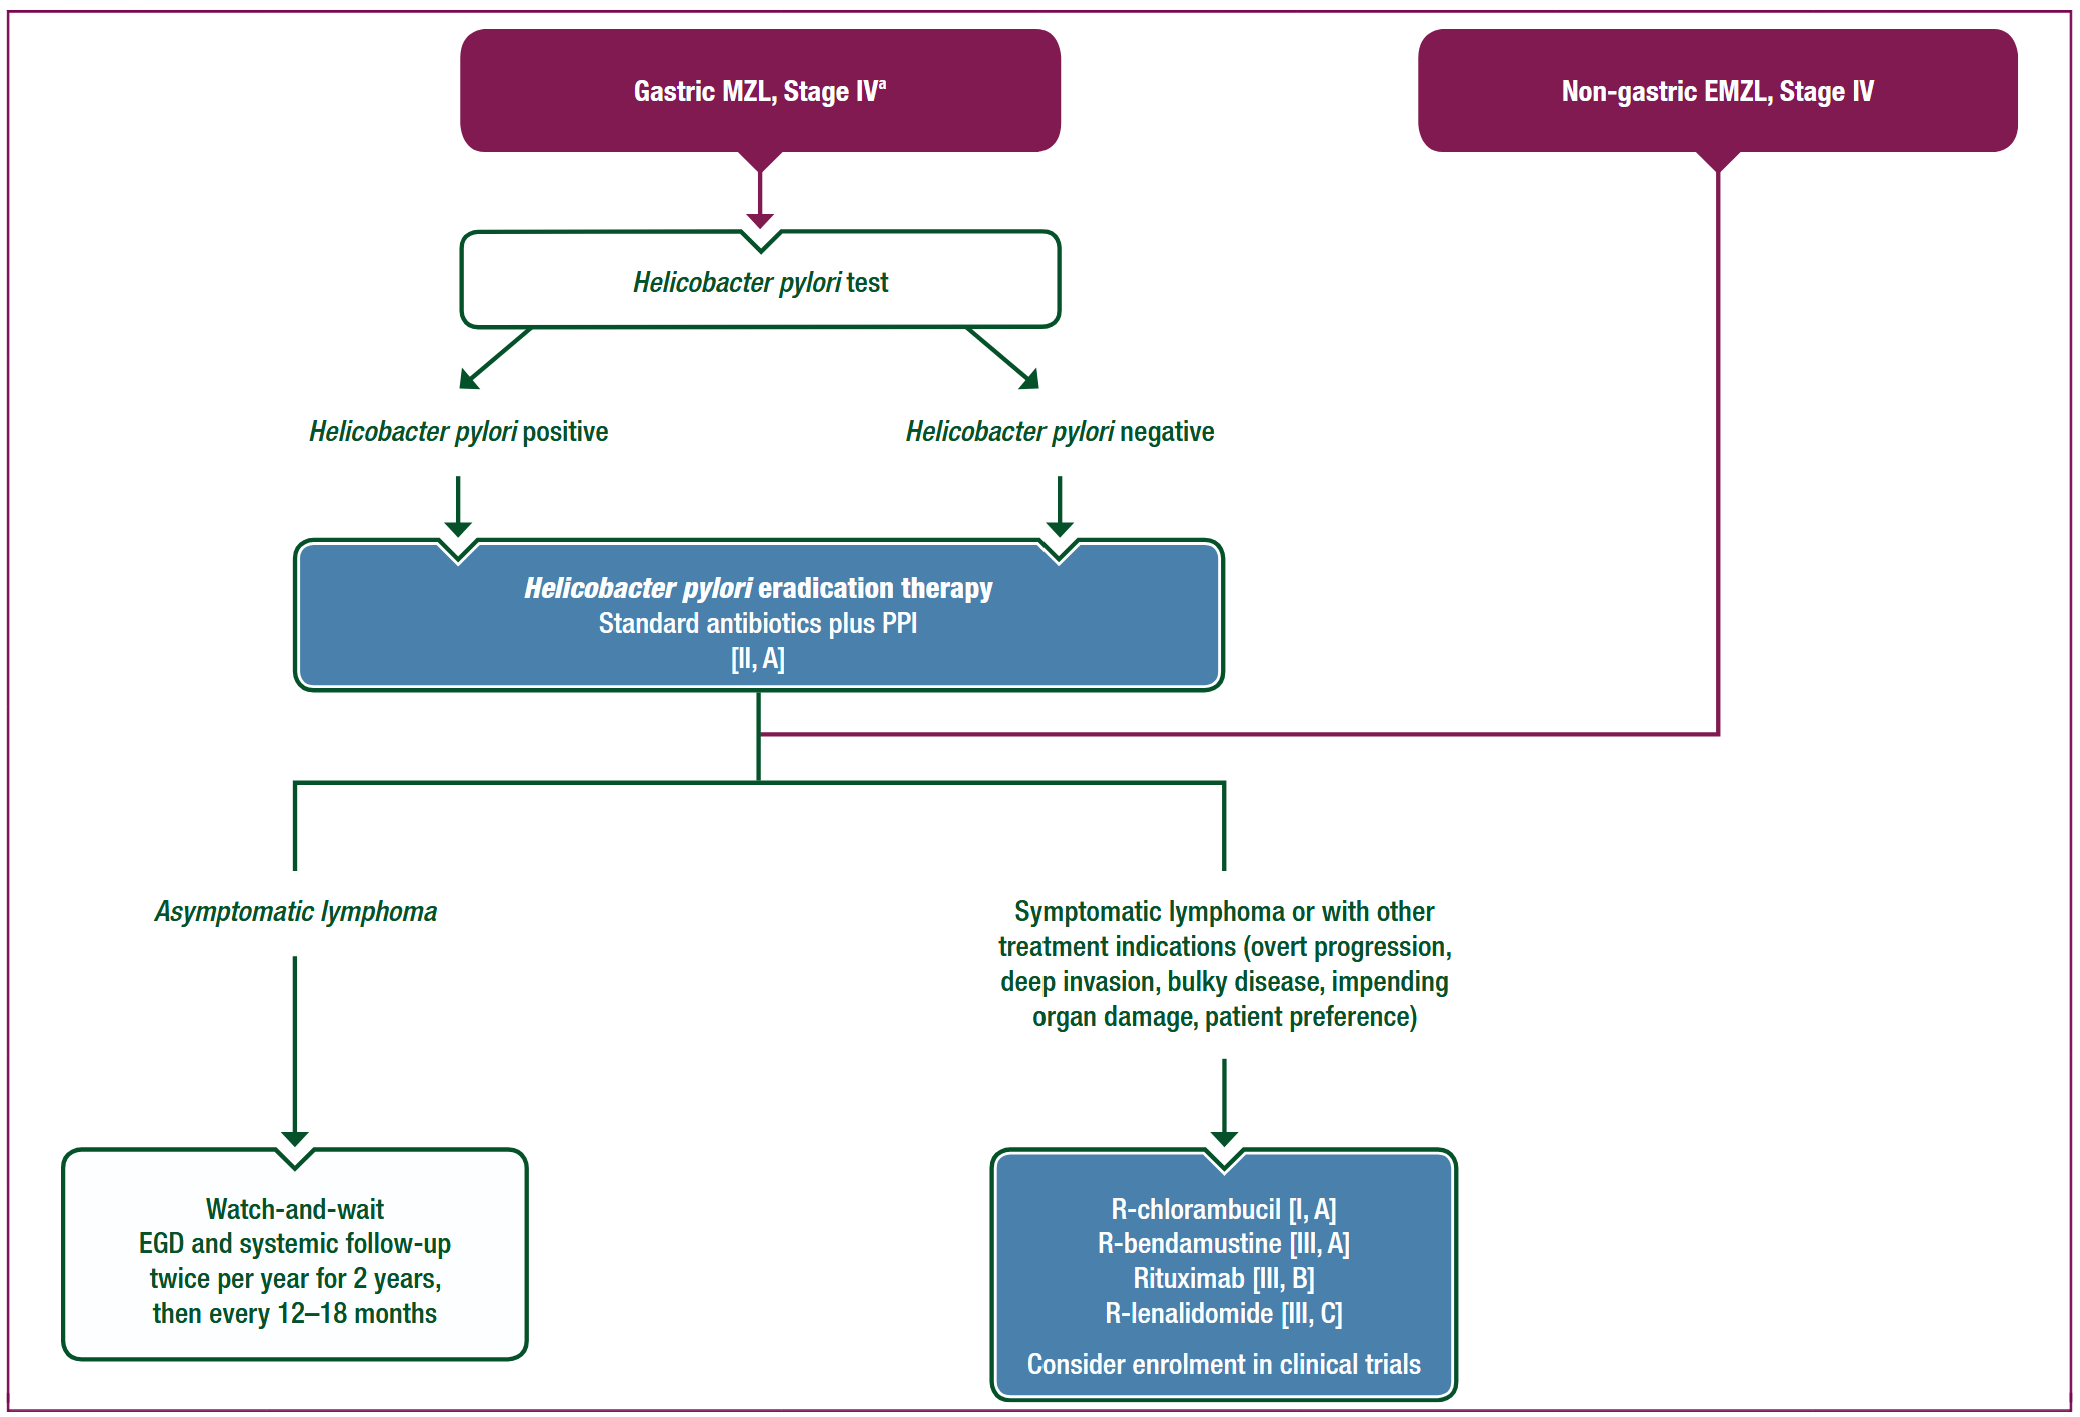 Gastric MZL, Stage IVa
Non-gastric EMZL, Stage IV
Helicobacter pylori test
Helicobacter pylori positive
Helicobacter pylori negative
Helicobacter pylori eradication therapy
Standard antibiotics plus PPI
[II, A]
Asymptomatic lymphoma
Symptomatic lymphoma or with other
treatment indications (overt progression,
deep invasion, bulky disease, impending
organ damage, patient preference)
Watch-and-wait
EGD and systemic follow-up
twice per year for 2 years,
then every 12–18 months
R-chlorambucil [I, A]
R-bendamustine [III, A]
Rituximab [III, B]
R-lenalidomide [III, C]
Consider enrolment in clinical trials